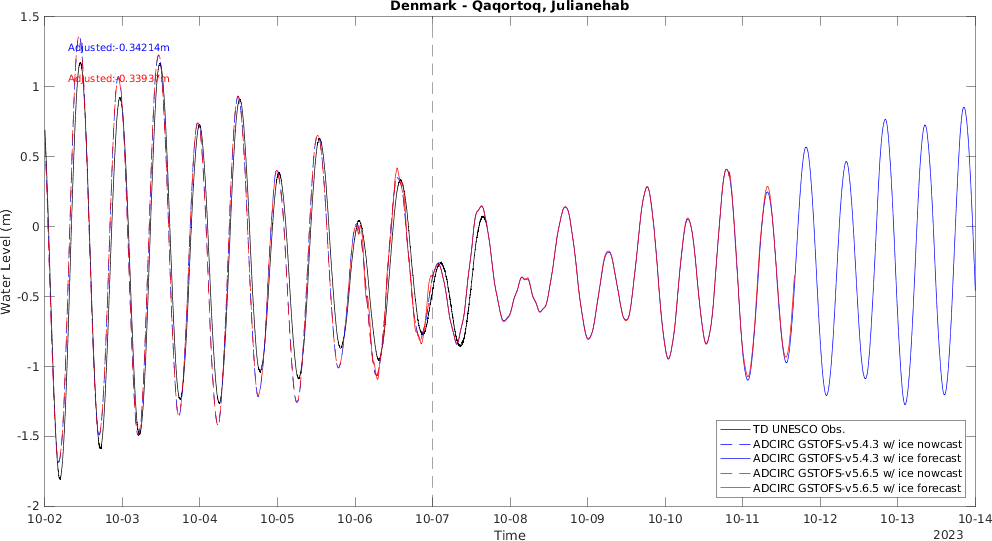 Denmark - Qaqortoq, Julianehab
Adjusted:-0.34214m
Adjusted:-0.33937m
1.5
1
0.5
0
-0.5
-1
-1.5
-2
Water Level (m)
10-02 10-03 10-04 10-05 10-06 10-07 10-08 10-09 10-10 10-11 10-12 10-13 10-14
Time
2023
TD UNESCO Obs.
ADCIRC GSTOFS-v5.4.3 w/ ice nowcast
ADCIRC GSTOFS-v5.4.3 w/ ice forecast
ADCIRC GSTOFS-v5.6.5 w/ ice nowcast
ADCIRC GSTOFS-v5.6.5 w/ ice forecast